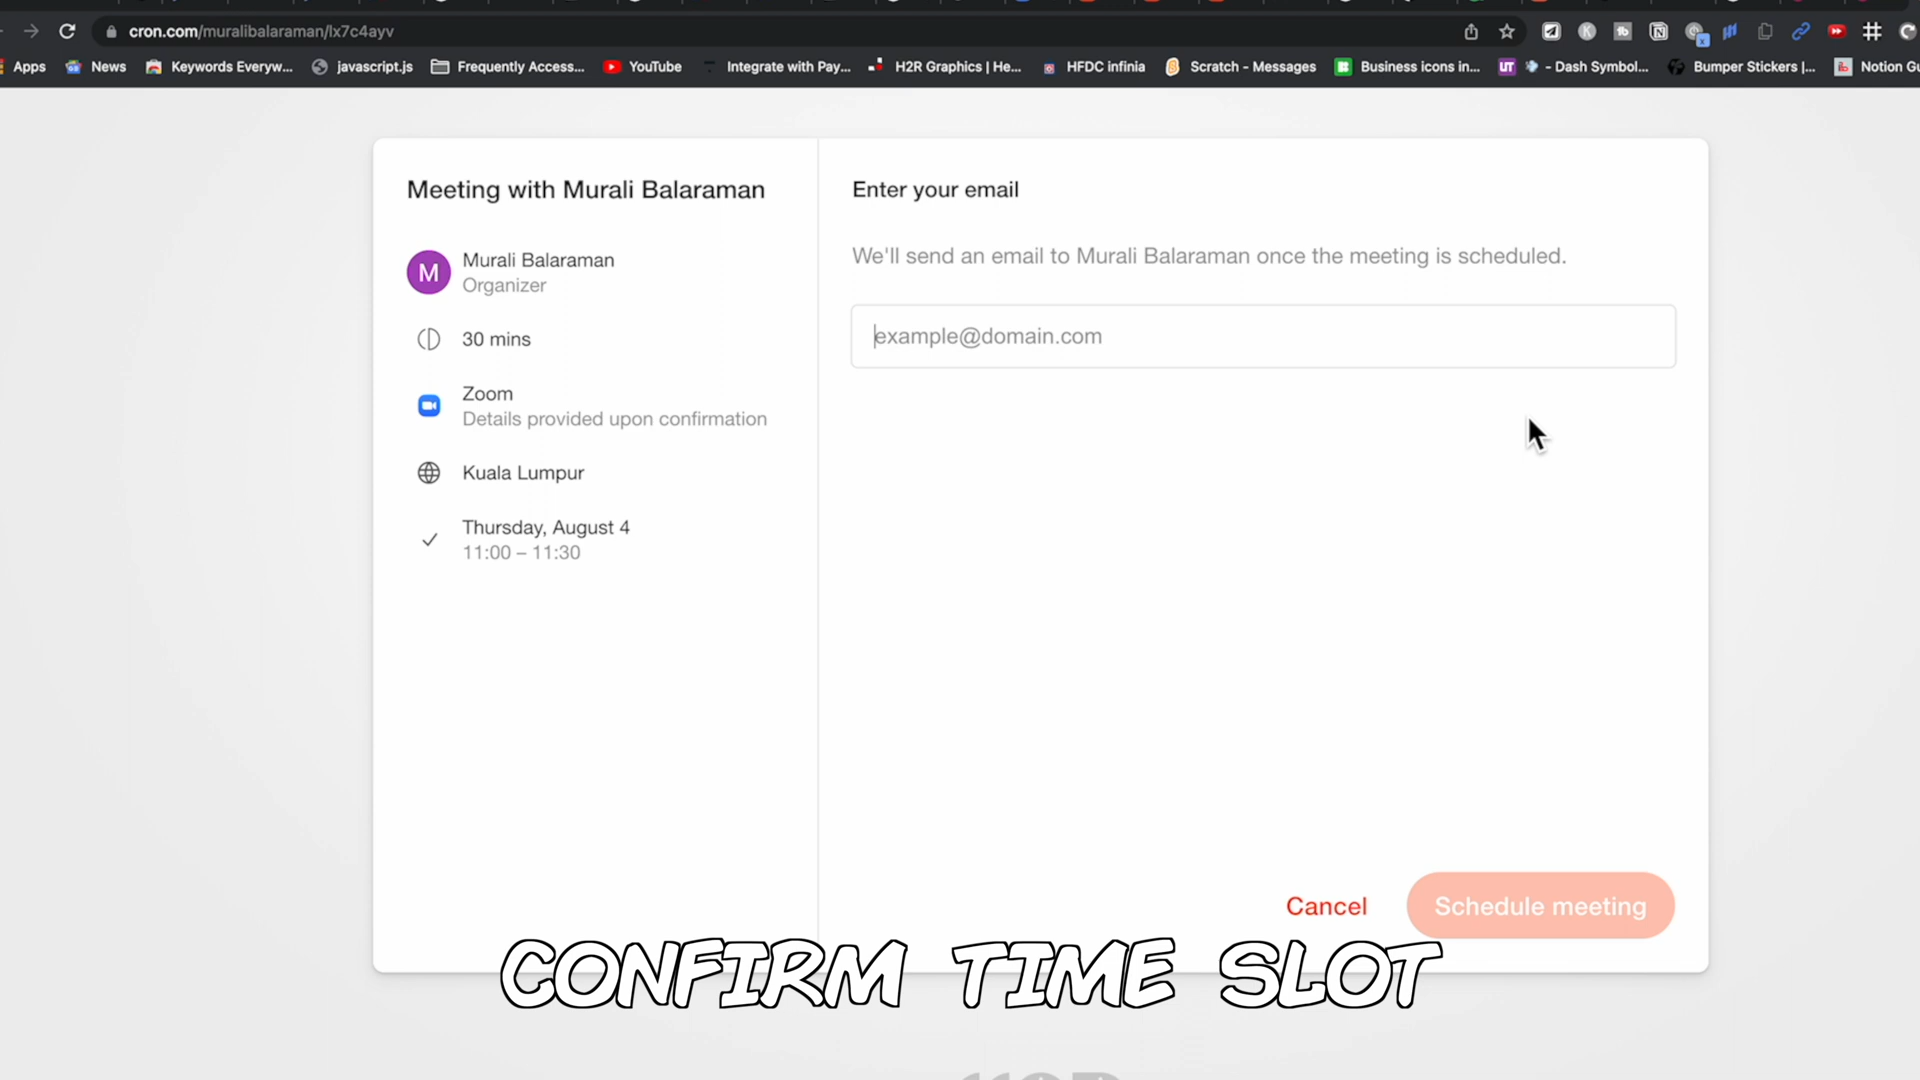 cron.com/muralibalaraman/lx7c4ayv
Apps News Keywords Everyw... javascript.js Frequently Access... YouTube Integrate with Pay... H2R Graphics | He... HFDC infinia Scratch - Messages Business icons in... UT - Dash Symbol... Bumper Stickers |... Notion Gu
Meeting with Murali Balaraman
M
Murali Balaraman
Organizer
30 mins
Zoom
Details provided upon confirmation
Kuala Lumpur
Thursday, August 4
11:00 – 11:30
Enter your email
We'll send an email to Murali Balaraman once the meeting is scheduled.
example@domain.com
Cancel
Schedule meeting
CONFIRM TIME SLOT